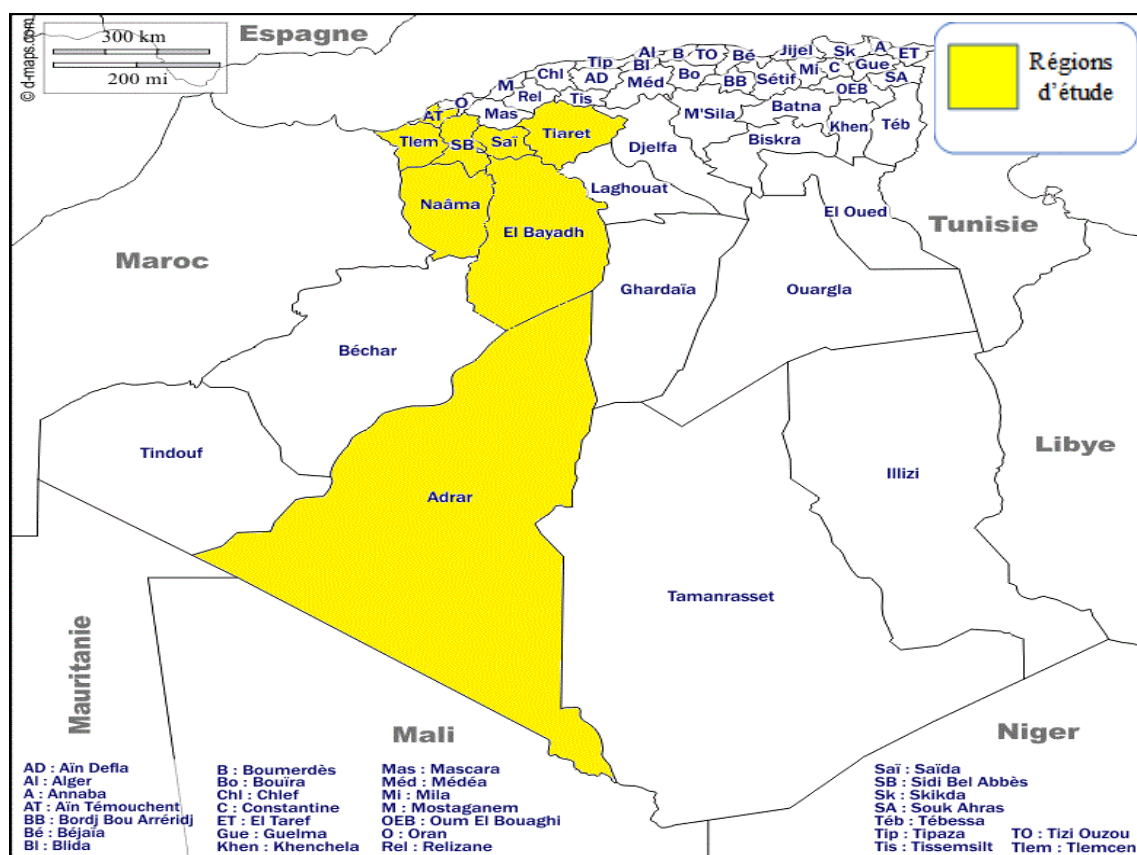 300 km
200 mi
© d-maps.com
Espagne
Régions
d'étude
Al
B
TO
Bé
Jijel
Sk
A
ET
Tip
Bl
Mi
C
Gue
Chl
AD
Méd
Bo
BB
Sétif
SA
M
OEB
O
Rel
Tis
AT
Mas
M'Sila
Batna
Khen
Téb
Tlem
SB
Saï
Tiaret
Djelfa
Biskra
Laghouat
Naâma
El Bayadh
El Oued
Tunisie
Maroc
Ghardaïa
Ouargla
Béchar
Tindouf
Libye
Illizi
Adrar
Tamanrasset
Mauritanie
Mali
Niger
AD : Aïn Defla
Al : Alger
A : Annaba
AT : Aïn Témouchent
BB : Bordj Bou Arréridj
Bé : Béjaïa
Bl : Blida
B : Boumerdès
Bo : Bouïra
Chl : Chlef
C : Constantine
ET : El Taref
Gue : Guelma
Khen : Khenchela
Mas : Mascara
Méd : Médéa
Mi : Mila
M : Mostaganem
OEB : Oum El Bouaghi
O : Oran
Rel : Relizane
Saï : Saïda
SB : Sidi Bel Abbès
Sk : Skikda
SA : Souk Ahras
Téb : Tébessa
Tip : Tipaza
Tis : Tissemsilt
TO : Tizi Ouzou
Tlem : Tlemcen